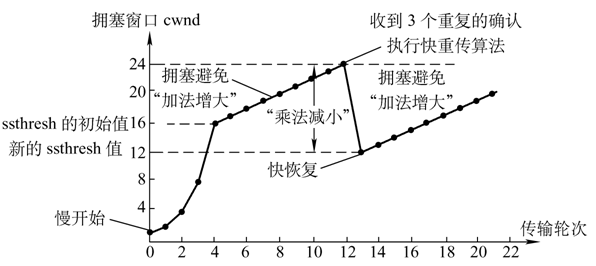 拥塞窗口 cwnd
收到 3 个重复的确认
执行快重传算法
24
拥塞避免
“加法增大”
拥塞避免
“加法增大”
20
“乘法减小”
ssthresh 的初始值 16
新的 ssthresh 值 12
快恢复
8
4
慢开始
传输轮次
0 2 4 6 8 10 12 14 16 18 20 22